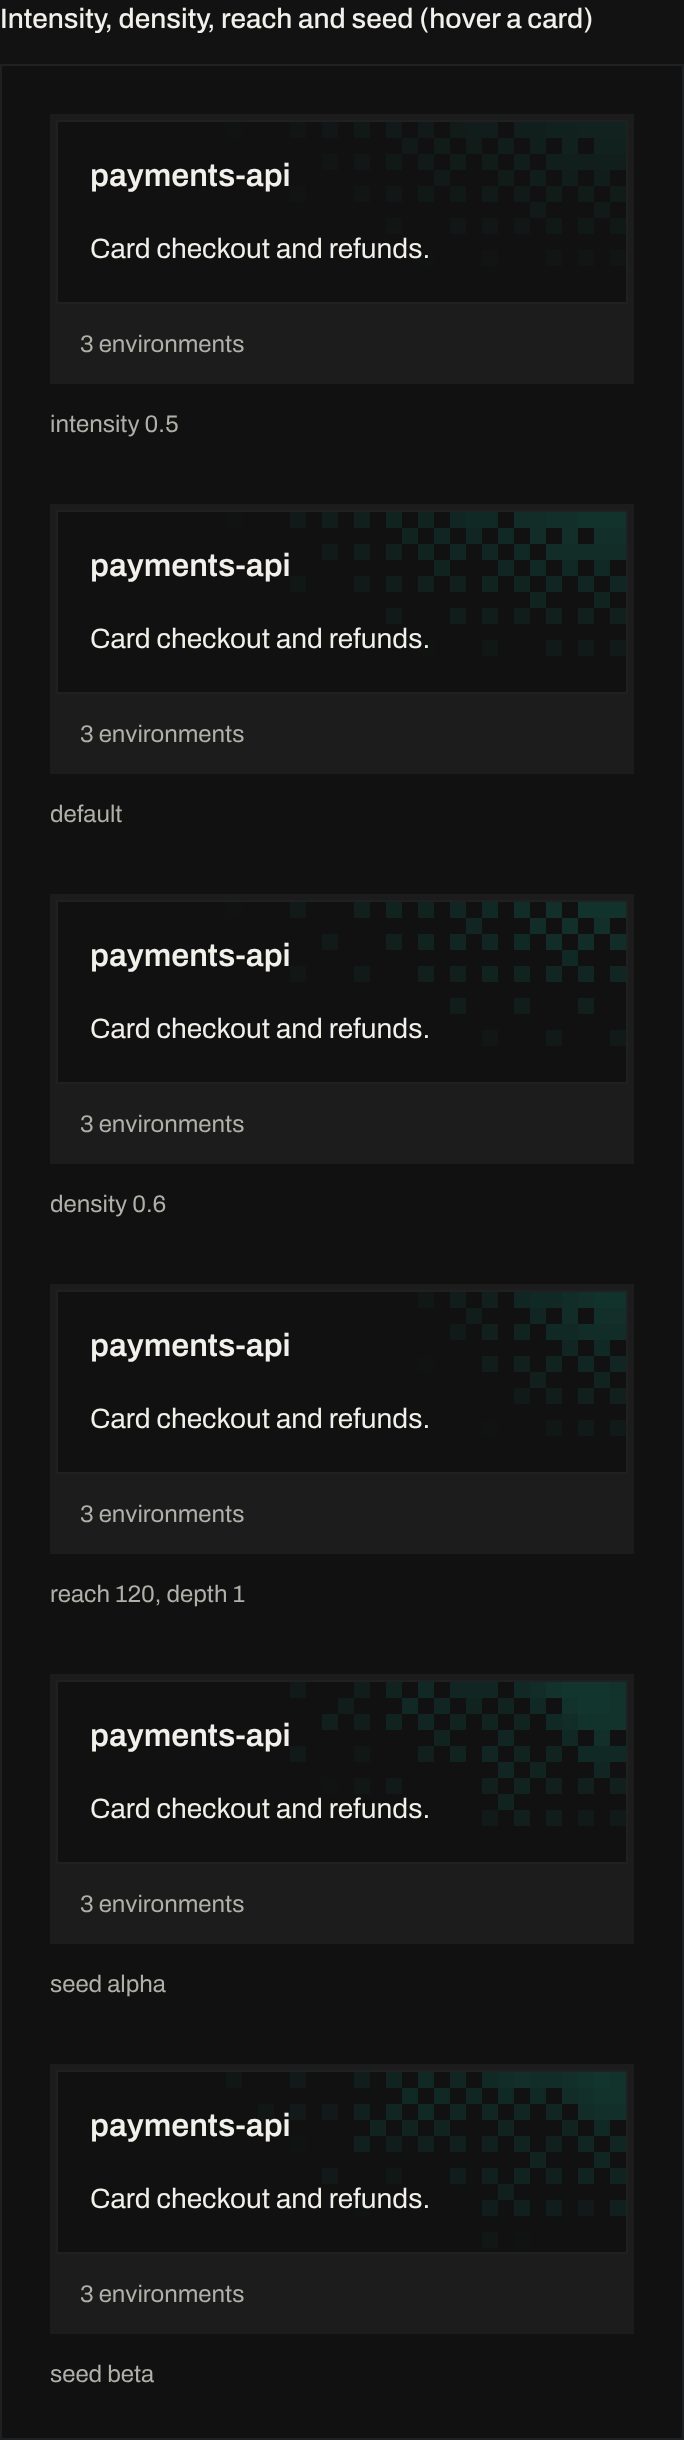 Intensity, density, reach and seed (hover a card)
payments-api
Card checkout and refunds.
3 environments
intensity 0.5
payments-api
Card checkout and refunds.
3 environments
default
payments-api
Card checkout and refunds.
3 environments
density 0.6
payments-api
Card checkout and refunds.
3 environments
reach 120, depth 1
payments-api
Card checkout and refunds.
3 environments
seed alpha
payments-api
Card checkout and refunds.
3 environments
seed beta